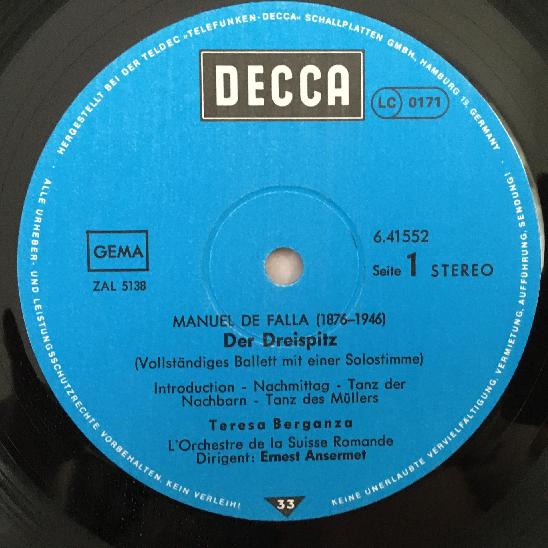 HERGESTELLT BEI DER TELDEC »TELEFUNKEN-DECCA« SCHALLPLATTEN GMBH, HAMBURG 19, GERMANY ·
DECCA
LC 0171
GEMA
ZAL 5138
6.41552
Seite 1 STEREO
MANUEL DE FALLA (1876–1946)
Der Dreispitz
(Vollständiges Ballett mit einer Solostimme)
Introduction - Nachmittag - Tanz der
Nachbarn - Tanz des Müllers
Teresa Berganza
L'Orchestre de la Suisse Romande
Dirigent: Ernest Ansermet
33
ALLE URHEBER- UND LEISTUNGSSCHUTZRECHTE VORBEHALTEN. KEIN VERLEIH!
KEINE UNERLAUBTE VERVIELFÄLTIGUNG, VERMIETUNG, AUFFÜHRUNG, SENDUNG!